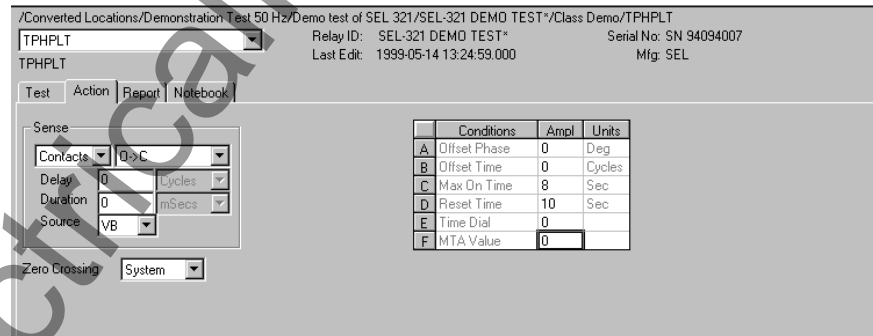 /Converted Locations/Demonstration Test 50 Hz/Demo test of SEL 321/SEL-321 DEMO TEST*/Class Demo/TPHPLT
TPHPLT
Relay ID: SEL-321 DEMO TEST*
Serial No: SN 94094007
TPHPLT
Last Edit: 1999-05-14 13:24:59.000
Mfg: SEL
Test Action Report Notebook
Sense
Contacts O->C
Delay 0 Cycles
Duration 0 mSecs
Source VB
Zero Crossing System
Conditions Ampl Units
A Offset Phase 0 Deg
B Offset Time 0 Cycles
C Max On Time 8 Sec
D Reset Time 10 Sec
E Time Dial 0
F MTA Value 0